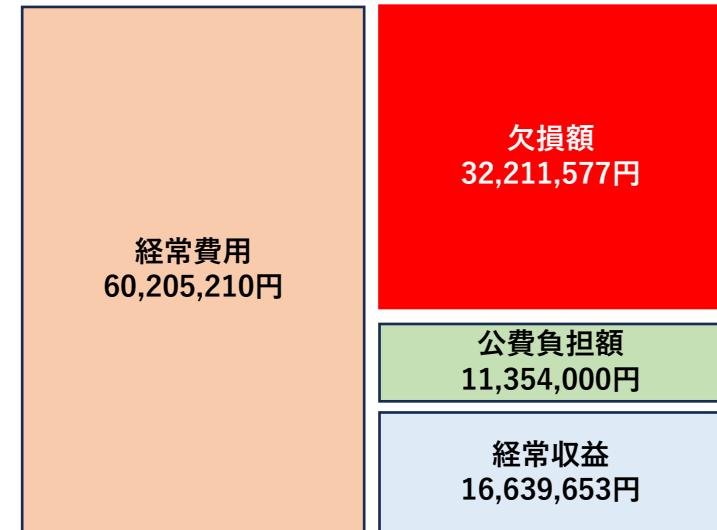 経常費用
60,205,210円
欠損額
32,211,577円
公費負担額
11,354,000円
経常収益
16,639,653円